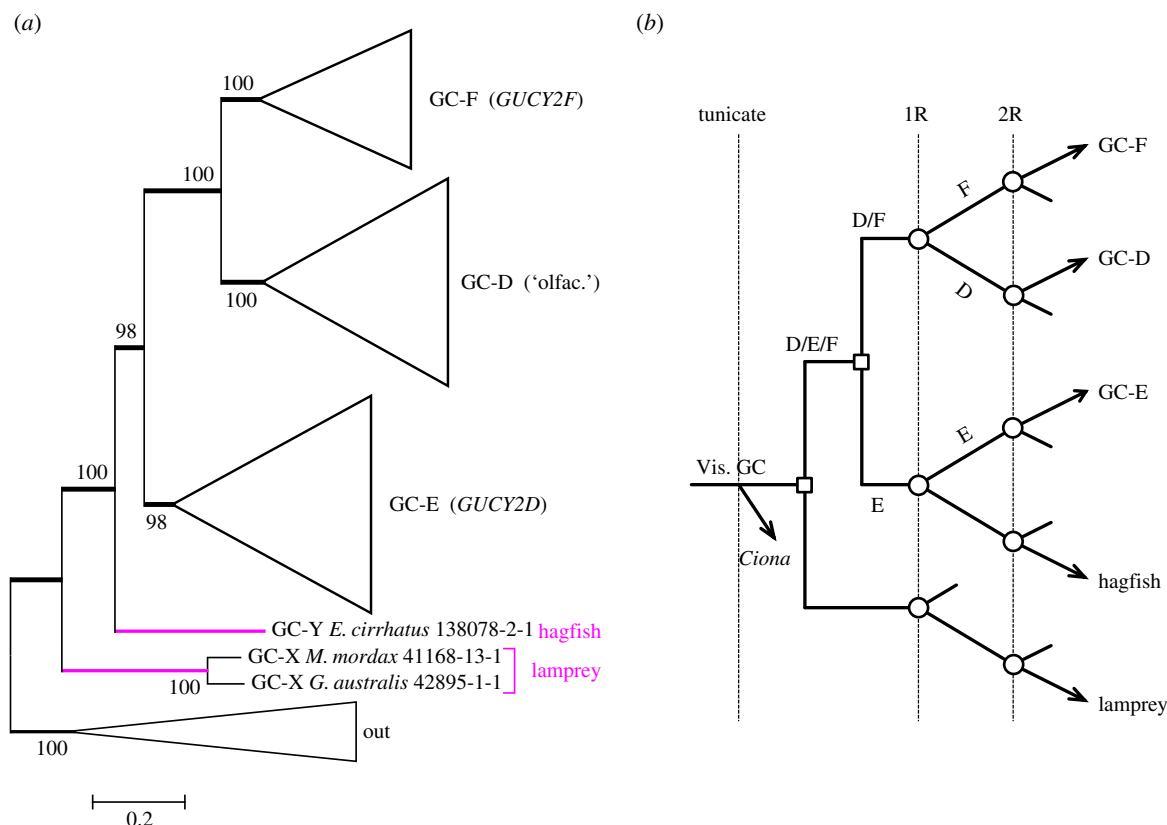 (a)
100
GC-F (GUCY2F)
100
GC-D ('olfac.')
100
98
100
GC-E (GUCY2D)
98
GC-Y E. cirrhatus 138078-2-1 hagfish
GC-X M. mordax 41168-13-1
lamprey
100
GC-X G. australis 42895-1-1
out
100
0.2
(b)
tunicate
1R
2R
GC-F
F
D/F
GC-D
D
D/E/F
GC-E
E
Vis. GC
E
Ciona
hagfish
lamprey